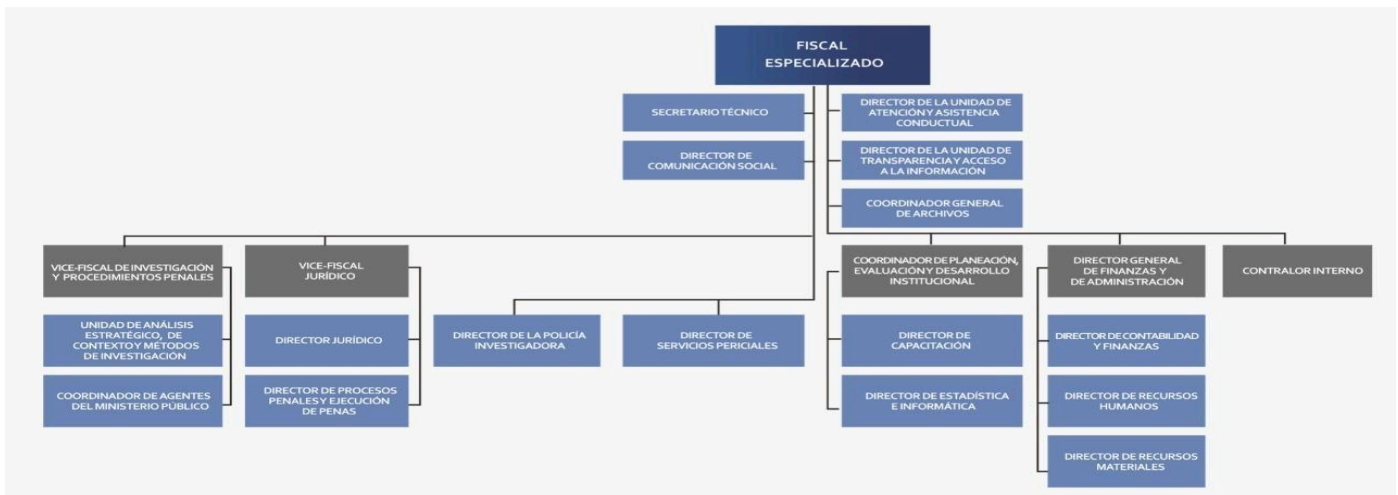 FISCAL
ESPECIALIZADO
SECRETARIO TÉCNICO
DIRECTOR DE LA UNIDAD DE
ATENCIÓN Y ASISTENCIA
CONDUCTUAL
DIRECTOR DE
COMUNICACIÓN SOCIAL
DIRECTOR DE LA UNIDAD DE
TRANSPARENCIA Y ACCESO
A LA INFORMACIÓN
COORDINADOR GENERAL
DE ARCHIVOS
VICE-FISCAL DE INVESTIGACIÓN
Y PROCEDIMIENTOS PENALES
VICE-FISCAL
JURÍDICO
COORDINADOR DE PLANEACIÓN,
EVALUACIÓN Y DESARROLLO
INSTITUCIONAL
DIRECTOR GENERAL
DE FINANZAS Y
DE ADMINISTRACIÓN
CONTRALOR INTERNO
UNIDAD DE ANÁLISIS
ESTRATÉGICO, DE
CONTEXTO Y MÉTODOS
DE INVESTIGACIÓN
DIRECTOR JURÍDICO
DIRECTOR DE LA POLICÍA
INVESTIGADORA
DIRECTOR DE
SERVICIOS PERICIALES
DIRECTOR DE
CAPACITACIÓN
DIRECTOR DE CONTABILIDAD
Y FINANZAS
COORDINADOR DE AGENTES
DEL MINISTERIO PÚBLICO
DIRECTOR DE PROCESOS
PENALES Y EJECUCIÓN
DE PENAS
DIRECTOR DE ESTADÍSTICA
E INFORMÁTICA
DIRECTOR DE RECURSOS
HUMANOS
DIRECTOR DE RECURSOS
MATERIALES